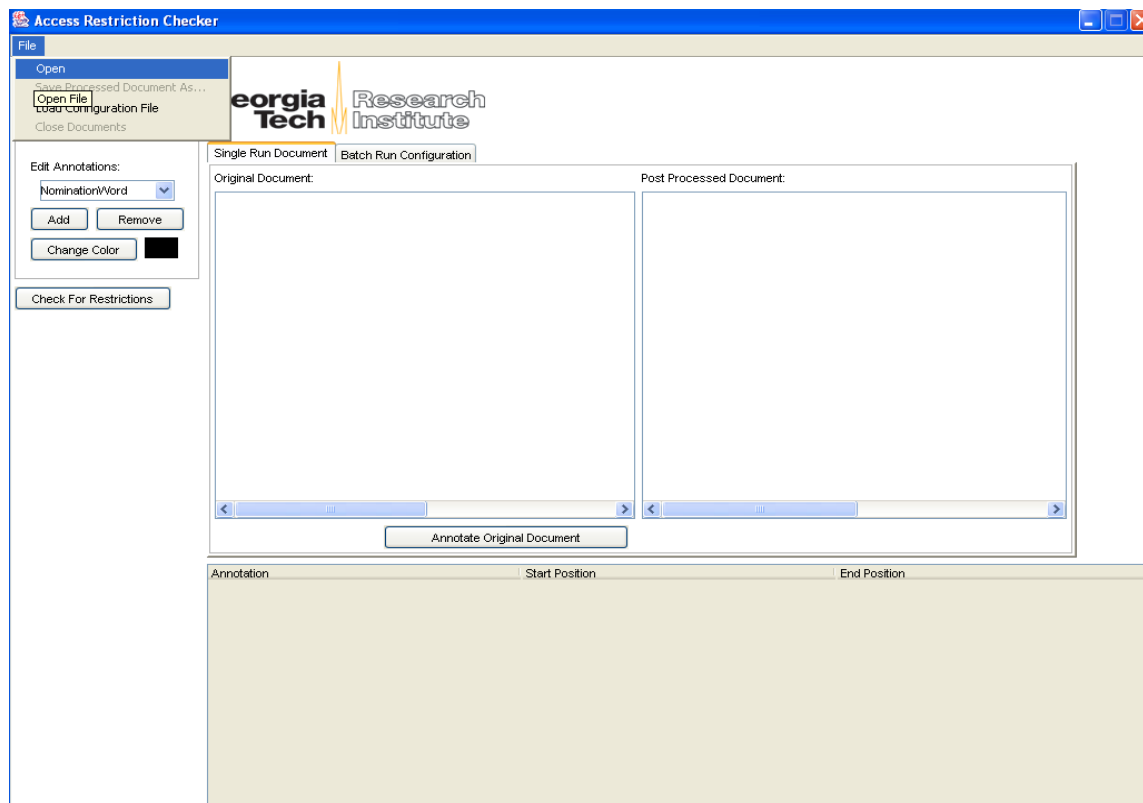 Access Restriction Checker
File
Open
Save Processed Document As...
Open File
Load Configuration File
Close Documents
eorgia Research
Tech Institute
Single Run Document Batch Run Configuration
Edit Annotations:
Original Document: Post Processed Document:
NominationWord
Add Remove
Change Color
Check For Restrictions
Annotate Original Document
Annotation Start Position End Position